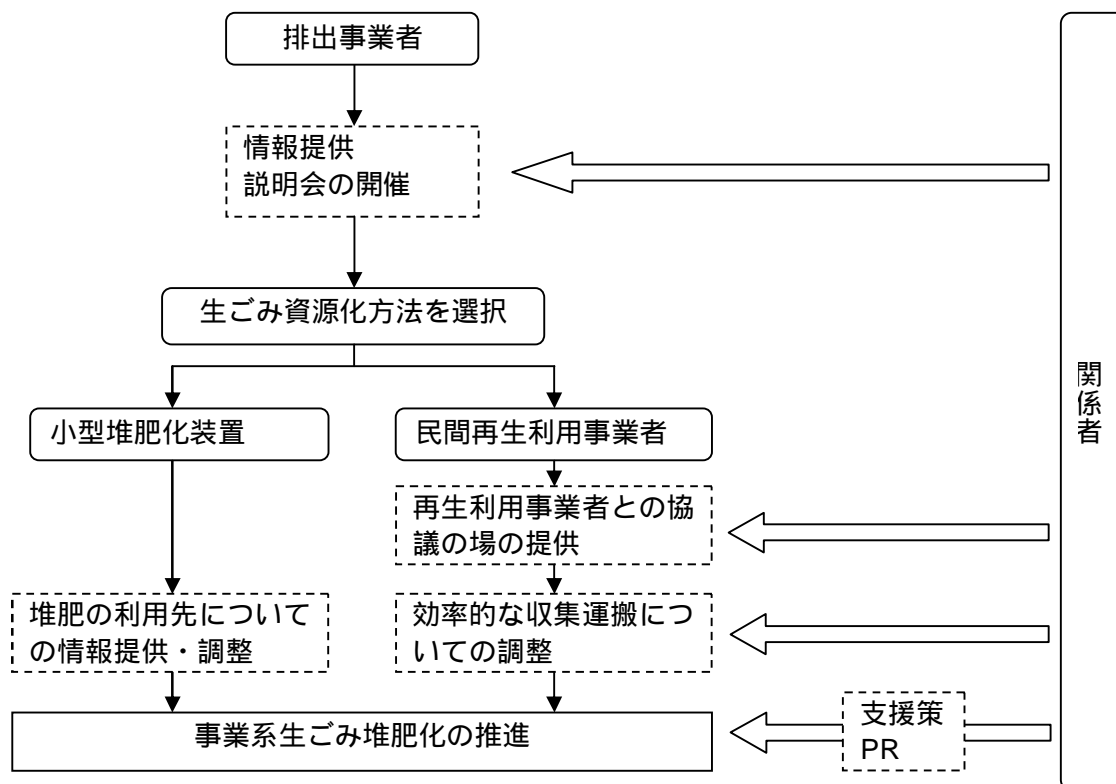 排出事業者
情報提供
説明会の開催
生ごみ資源化方法を選択
小型堆肥化装置
民間再生利用事業者
再生利用事業者との協
議の場の提供
堆肥の利用先について
の情報提供・調整
効率的な収集運搬につ
いての調整
事業系生ごみ堆肥化の推進
支援策
PR
関係者